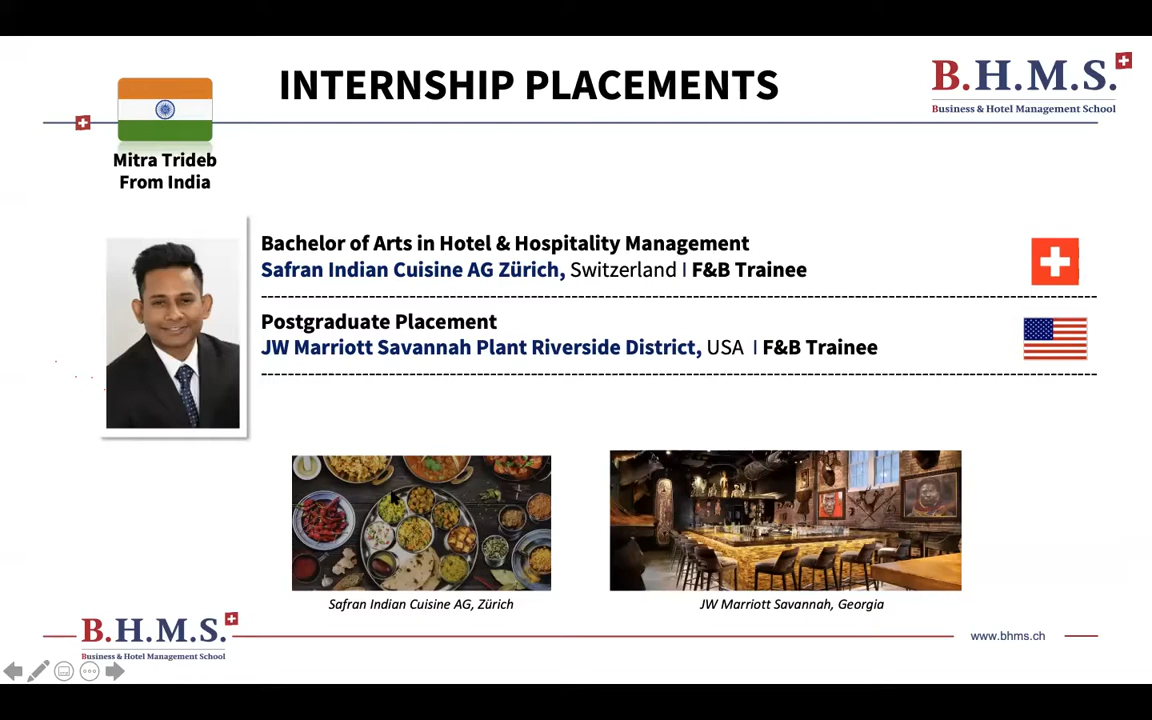 INTERNSHIP PLACEMENTS
B.H.M.S.
Business & Hotel Management School
Mitra Trideb
From India
Bachelor of Arts in Hotel & Hospitality Management
Safran Indian Cuisine AG Zürich, Switzerland I F&B Trainee
Postgraduate Placement
JW Marriott Savannah Plant Riverside District, USA I F&B Trainee
Safran Indian Cuisine AG, Zürich
JW Marriott Savannah, Georgia
B.H.M.S.
Business & Hotel Management School
www.bhms.ch